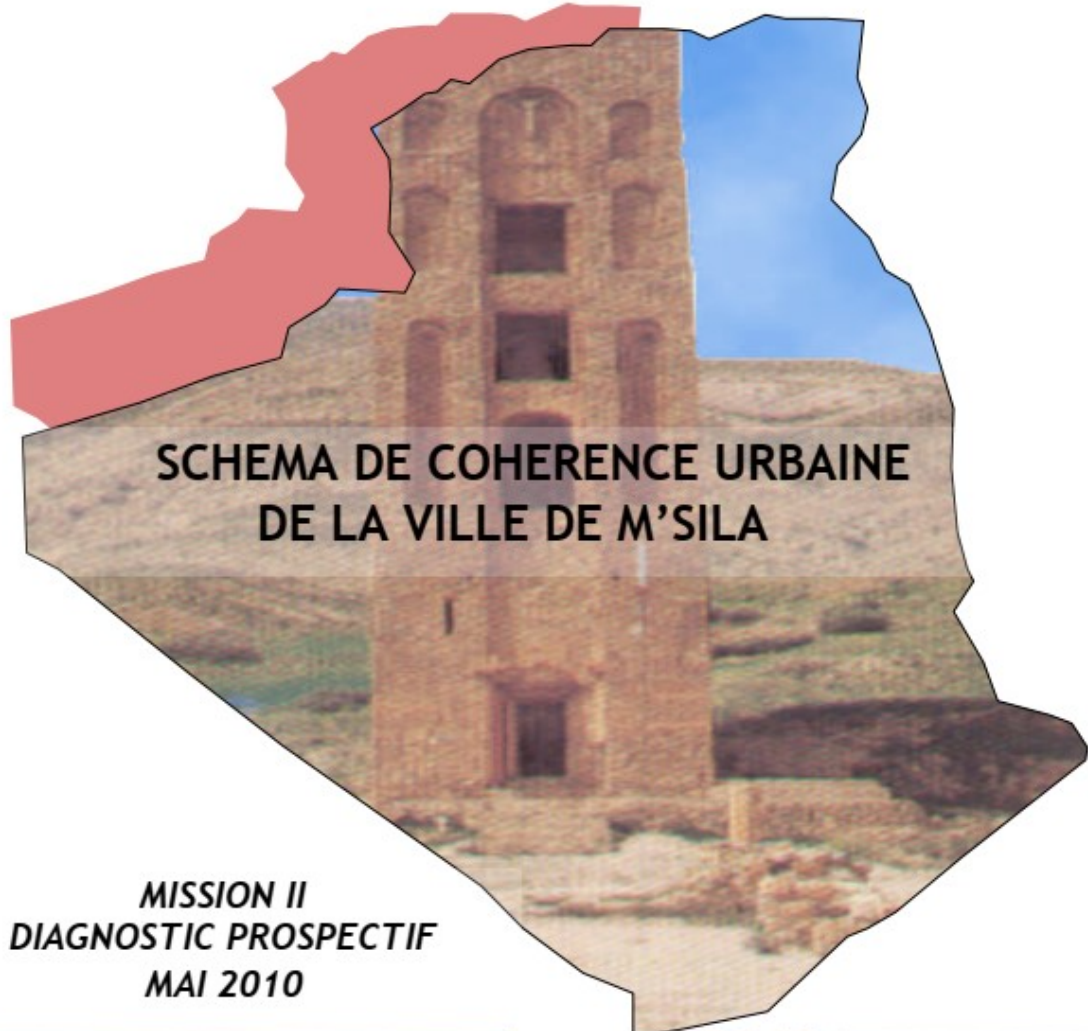 SCHEMA DE COHERENCE URBAINE
DE LA VILLE DE M’SILA
MISSION II
DIAGNOSTIC PROSPECTIF
MAI 2010